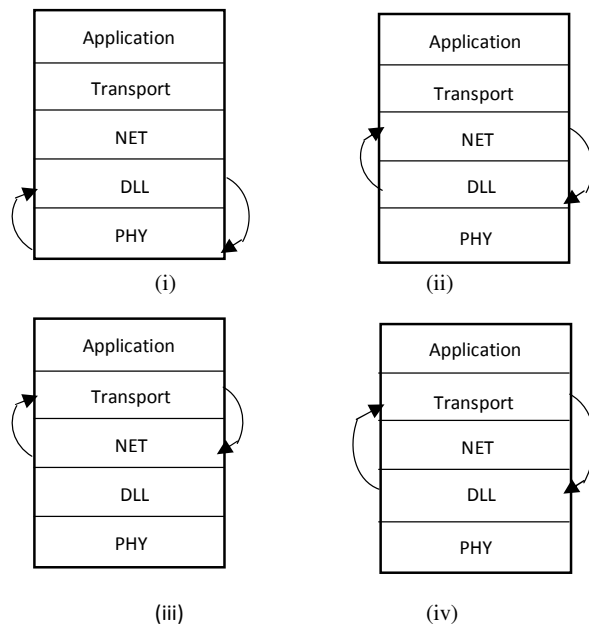 Application
Transport
NET
DLL
PHY
(i)
Application
Transport
NET
DLL
PHY
(ii)
Application
Transport
NET
DLL
PHY
(iii)
Application
Transport
NET
DLL
PHY
(iv)